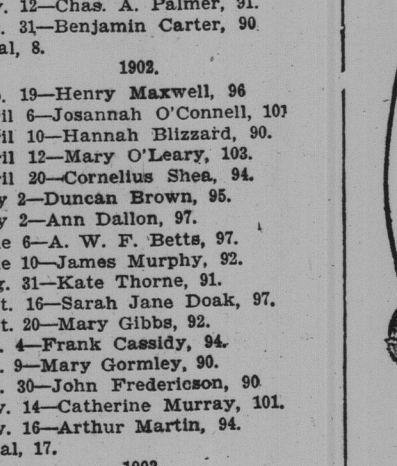 v. 12—Chas. A. Palmer, 91.
. 31—Benjamin Carter, 90
al, 8.
1902.
. 19—Henry Maxwell, 96
il 6—Josannah O'Connell, 101
il 10—Hannah Blizzard, 90.
il 12—Mary O'Leary, 103.
il 20—Cornelius Shea, 94.
y 2—Duncan Brown, 95.
y 2—Ann Dallon, 97.
e 6—A. W. F. Betts, 97.
e 10—James Murphy, 92.
g. 31—Kate Thorne, 91.
t. 16—Sarah Jane Doak, 97.
t. 20—Mary Gibbs, 92.
. 4—Frank Cassidy, 94.
. 9—Mary Gormley, 90.
. 30—John Fredericson, 90
v. 14—Catherine Murray, 101.
v. 16—Arthur Martin, 94.
al, 17.
1903